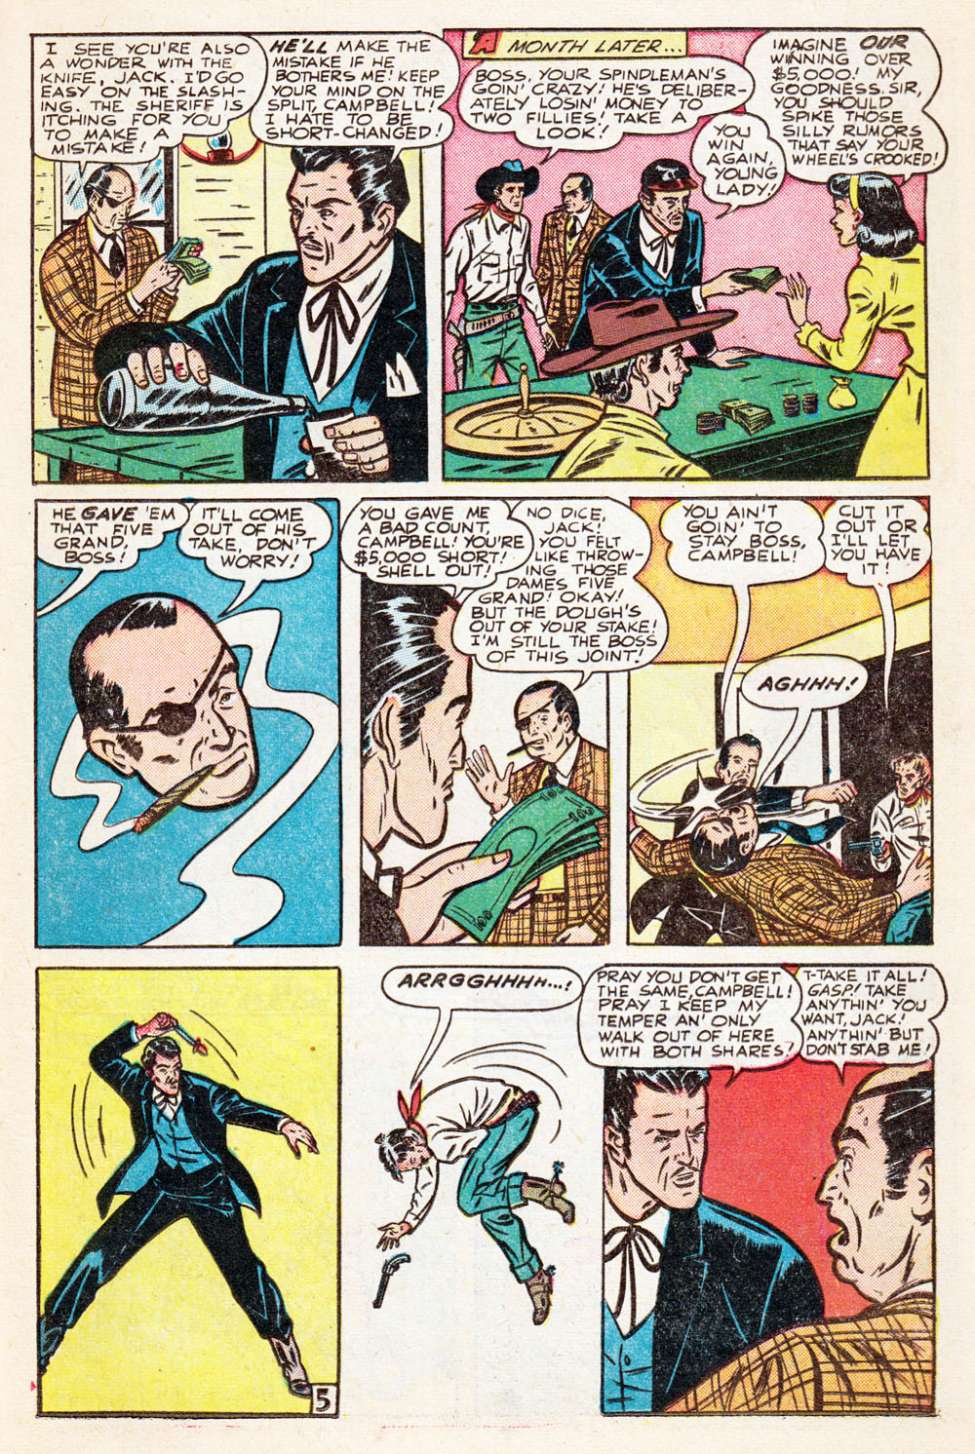 I SEE YOU'RE ALSO
A WONDER WITH THE
KNIFE, JACK. I'D GO
EASY ON THE SLASH-
ING. THE SHERIFF IS
ITCHING FOR YOU
TO MAKE A
MISTAKE!
HE'LL MAKE THE
MISTAKE IF HE
BOTHERS ME! KEEP
YOUR MIND ON THE
SPLIT, CAMPBELL!
I HATE TO BE
SHORT-CHANGED!
A MONTH LATER...
BOSS, YOUR SPINDLEMAN'S
GOIN' CRAZY! HE'S DELIBER-
ATELY LOSIN' MONEY TO
TWO FILLIES! TAKE A
LOOK!
YOU
WIN
AGAIN,
YOUNG
LADY!
IMAGINE OUR
WINNING OVER
$5,000! MY
GOODNESS, SIR,
YOU SHOULD
SPIKE THOSE
SILLY RUMORS
THAT SAY YOUR
WHEEL'S CROOKED!
HE GAVE 'EM
THAT FIVE
GRAND,
BOSS!
IT'LL COME
OUT OF HIS
TAKE, DON'T
WORRY!
YOU GAVE ME
A BAD COUNT,
CAMPBELL! YOU'RE
$5,000 SHORT!
SHELL OUT!
NO DICE,
JACK!
YOU FELT
LIKE THROW-
ING THOSE
DAMES FIVE
GRAND! OKAY!
BUT THE DOUGH'S
OUT OF YOUR STAKE!
I'M STILL THE BOSS
OF THIS JOINT!
100
100
YOU AIN'T
GOIN' TO
STAY BOSS,
CAMPBELL!
CUT IT
OUT OR
I'LL LET
YOU HAVE
IT!
AGHHH!
ARRGGHHHH...!
PRAY YOU DON'T GET
THE SAME, CAMPBELL!
PRAY I KEEP MY
TEMPER AN' ONLY
WALK OUT OF HERE
WITH BOTH SHARES!
T-TAKE IT ALL!
GASP! TAKE
ANYTHIN' YOU
WANT, JACK!
ANYTHIN' BUT
DON'T STAB ME!
5